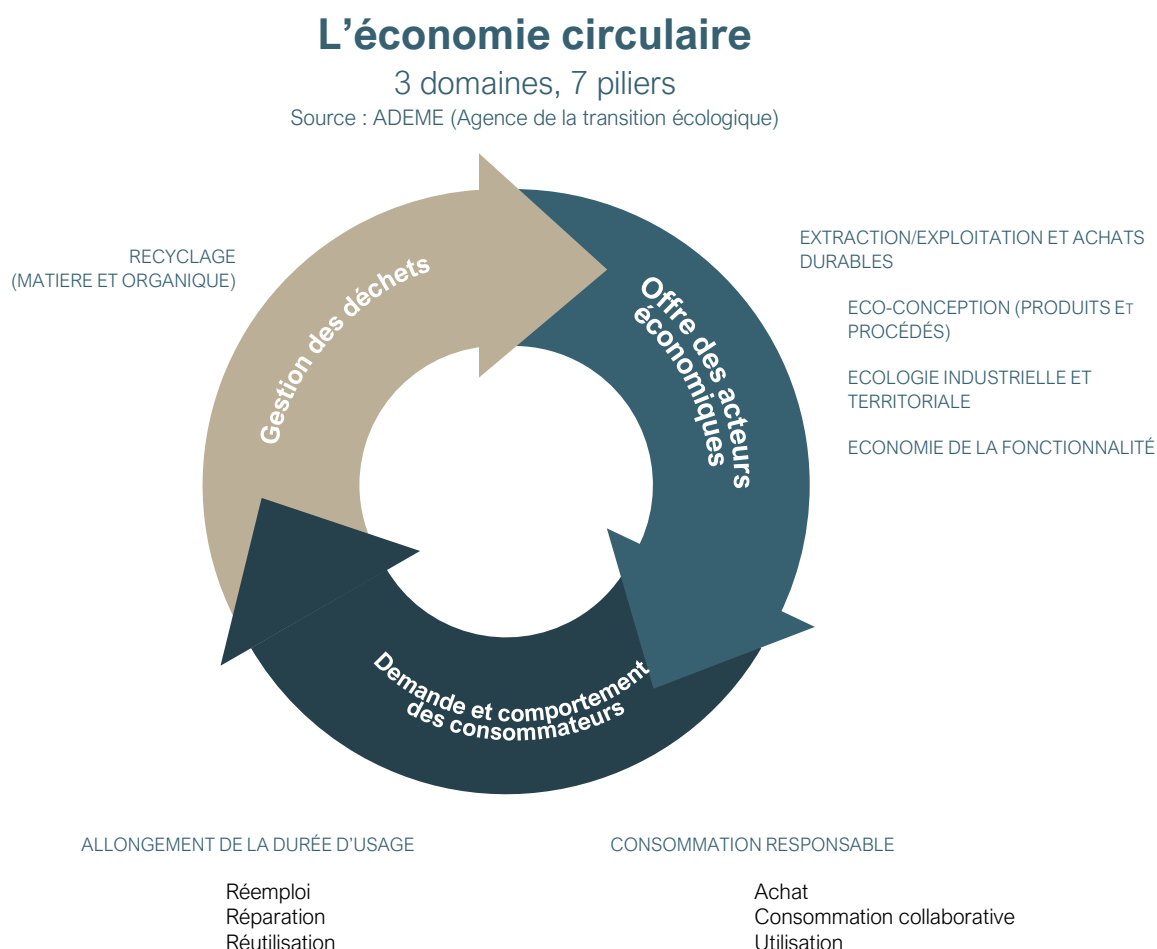 L’économie circulaire
3 domaines, 7 piliers
Source : ADEME (Agence de la transition écologique)
RECYCLAGE
(MATIERE ET ORGANIQUE)
Gestion des déchets
Offre des acteurs
économiques
EXTRACTION/EXPLOITATION ET ACHATS
DURABLES
ECO-CONCEPTION (PRODUITS ET
PROCÉDÉS)
ECOLOGIE INDUSTRIELLE ET
TERRITORIALE
ECONOMIE DE LA FONCTIONNALITÉ
Demande et comportement
des consommateurs
ALLONGEMENT DE LA DURÉE D’USAGE
Réemploi
Réparation
Réutilisation
CONSOMMATION RESPONSABLE
Achat
Consommation collaborative
Utilisation